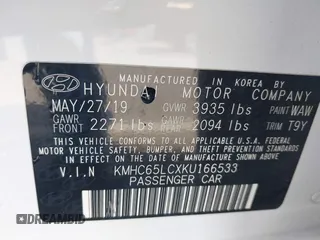 MANUFACTURED IN KOREA BY
HYUNDAI MOTOR COMPANY
MAY/27/19 GVWR 3935 lbs PAINT WAW
GAWR FRONT 2271 lbs GAWR REAR 2094 lbs TRIM T9Y
THIS VEHICLE CONFORMS TO ALL APPLICABLE U.S.A. FEDERAL
MOTOR VEHICLE SAFETY, BUMPER, AND THEFT PREVENTION
STANDARDS IN EFFECT ON THE DATE OF MANUFACTURE SHOWN ABOVE.
V.I.N KMHC65LCXKU166533
PASSENGER CAR
DREAMBID
AUTOBIDMASTER